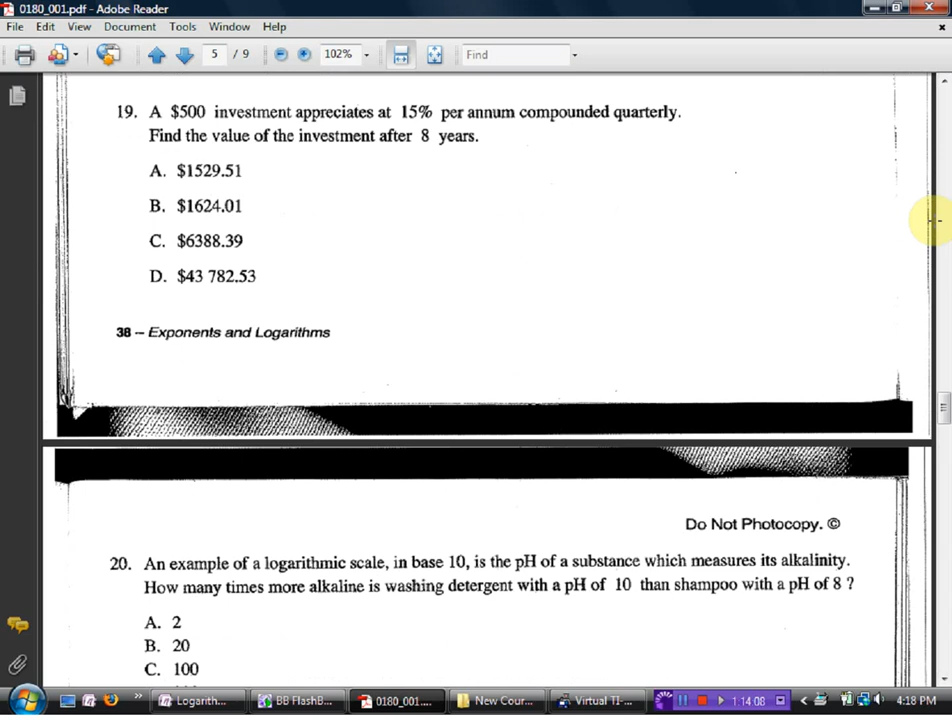 0180_001.pdf - Adobe Reader
File Edit View Document Tools Window Help
5 / 9 102% Find
19. A $500 investment appreciates at 15% per annum compounded quarterly.
Find the value of the investment after 8 years.
A. $1529.51
B. $1624.01
C. $6388.39
D. $43 782.53
38 – Exponents and Logarithms
Do Not Photocopy. ©
20. An example of a logarithmic scale, in base 10, is the pH of a substance which measures its alkalinity.
How many times more alkaline is washing detergent with a pH of 10 than shampoo with a pH of 8 ?
A. 2
B. 20
C. 100
» Logarith... BB FlashB... 0180_001.... New Cour... Virtual TI-... 1:14:08 4:18 PM